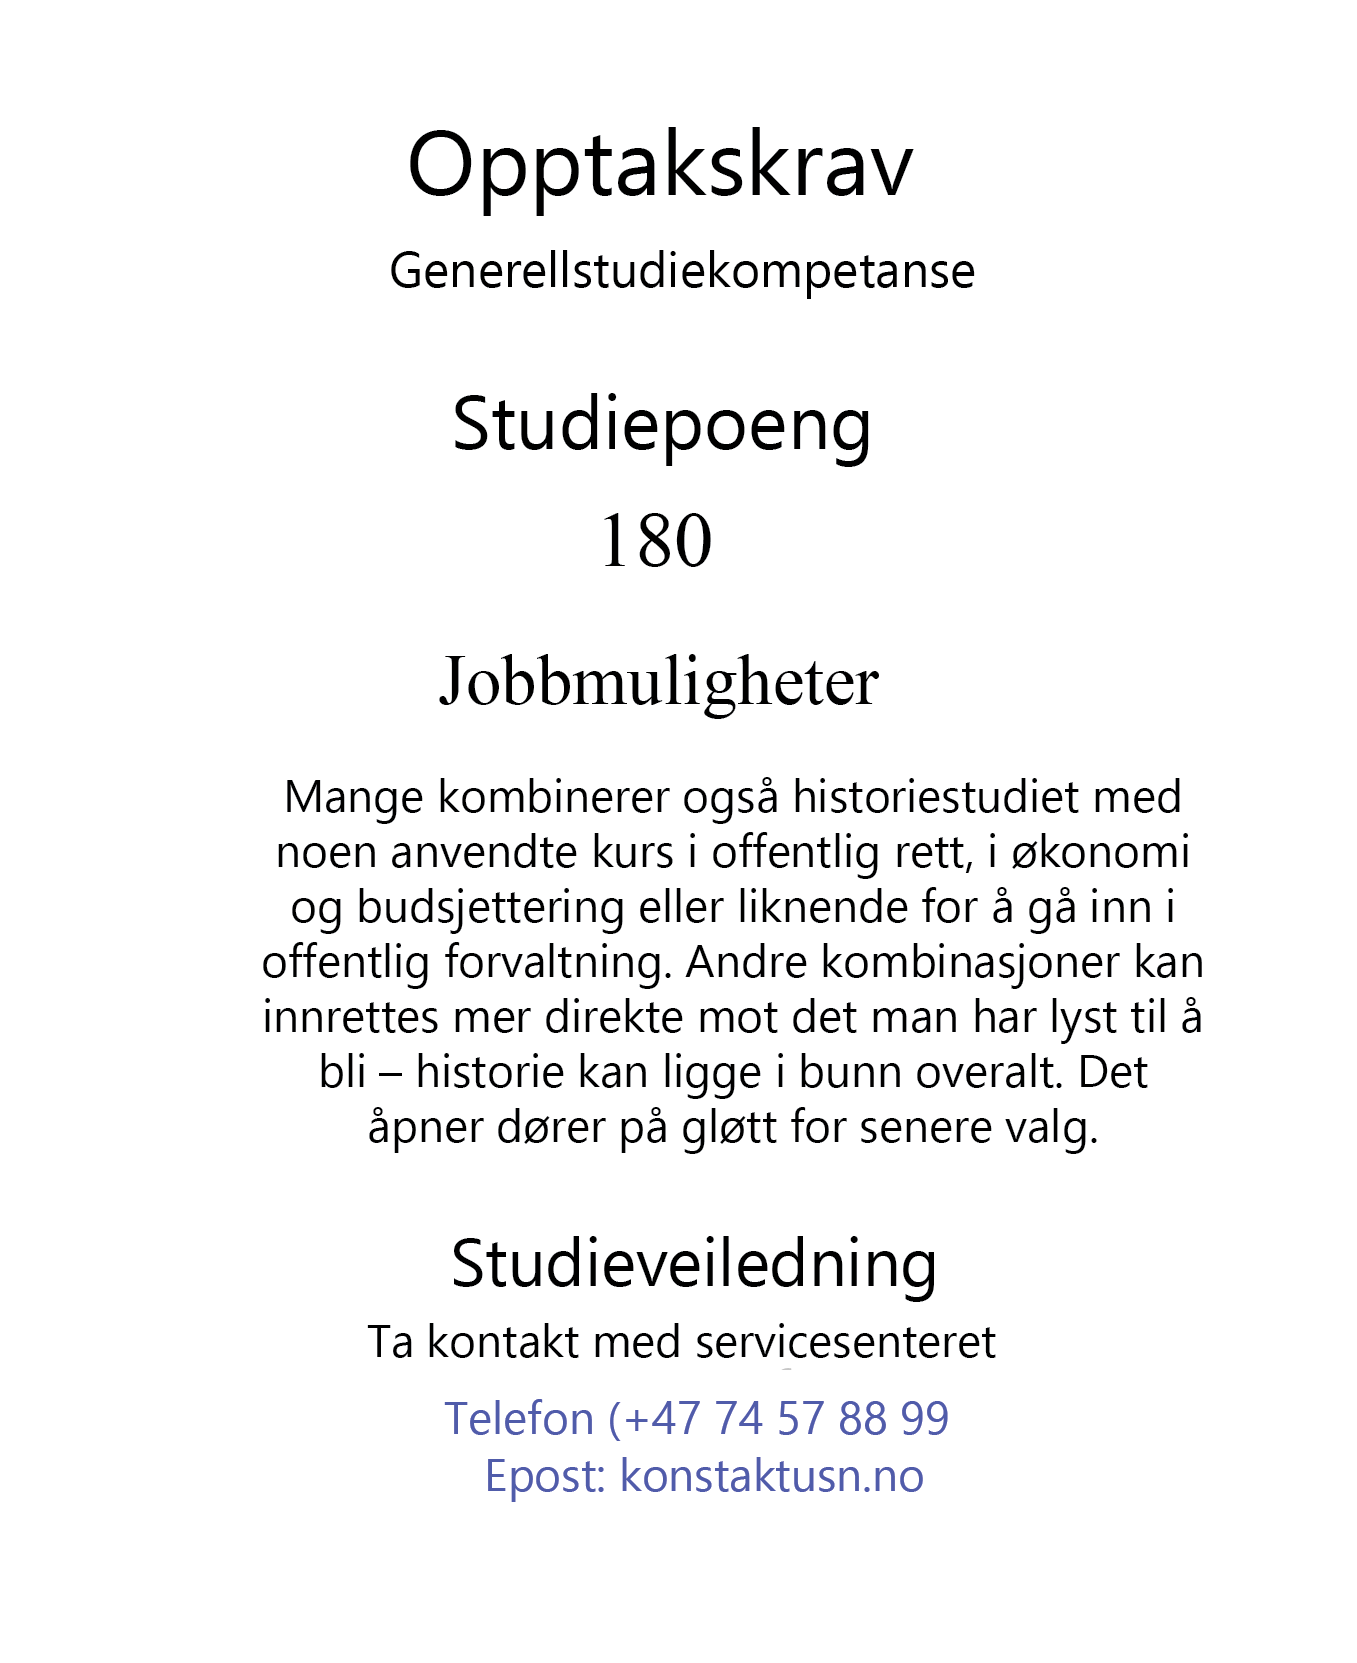 Opptakskrav
Generellstudiekompetanse
Studiepoeng
180
Jobbmuligheter
Mange kombinerer også historiestudiet med
noen anvendte kurs i offentlig rett, i økonomi
og budsjettering eller liknende for å gå inn i
offentlig forvaltning. Andre kombinasjoner kan
innrettes mer direkte mot det man har lyst til å
bli – historie kan ligge i bunn overalt. Det
åpner dører på gløtt for senere valg.
Studieveiledning
Ta kontakt med servicesenteret
Telefon (+47 74 57 88 99
Epost: konstaktusn.no